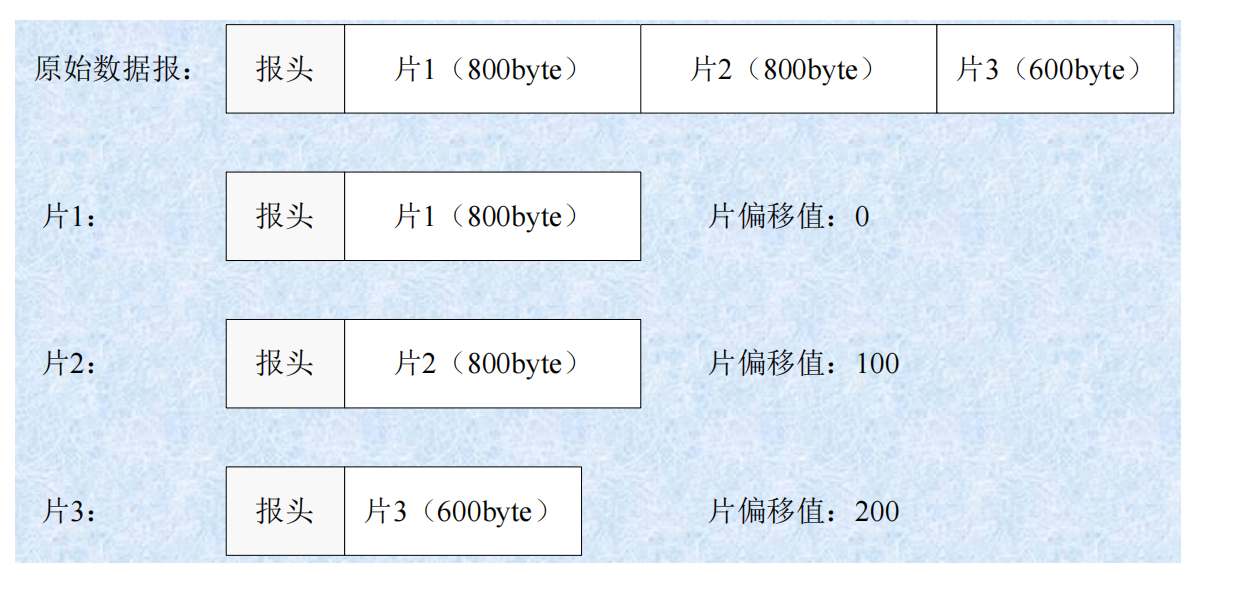 原始数据报： 报头 片1（800byte） 片2（800byte） 片3（600byte）
片1： 报头 片1（800byte） 片偏移值：0
片2： 报头 片2（800byte） 片偏移值：100
片3： 报头 片3（600byte） 片偏移值：200